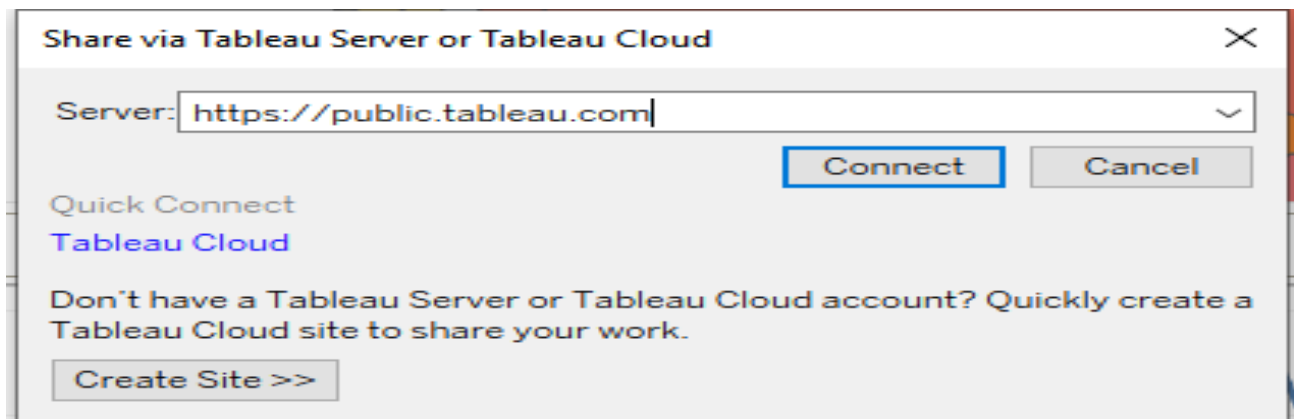 Share via Tableau Server or Tableau Cloud
Server: https://public.tableau.com
Connect Cancel
Quick Connect
Tableau Cloud
Don't have a Tableau Server or Tableau Cloud account? Quickly create a
Tableau Cloud site to share your work.
Create Site >>